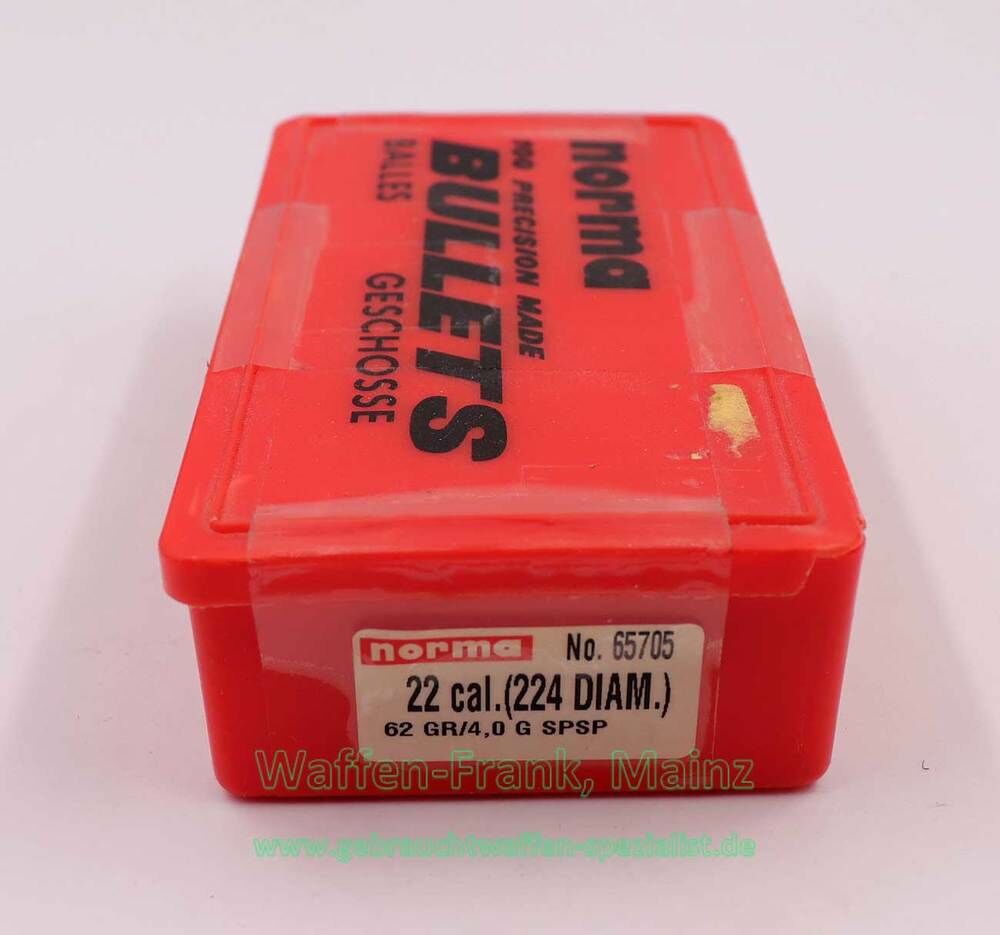 norma
100 PRECISION MADE
BULLETS
BALLES GESCHOSSE
norma No. 65705
22 cal.(224 DIAM.)
62 GR/4,0 G SPSP
Waffen-Frank, Mainz
www.gebrauchtwaffen-spezialist.de